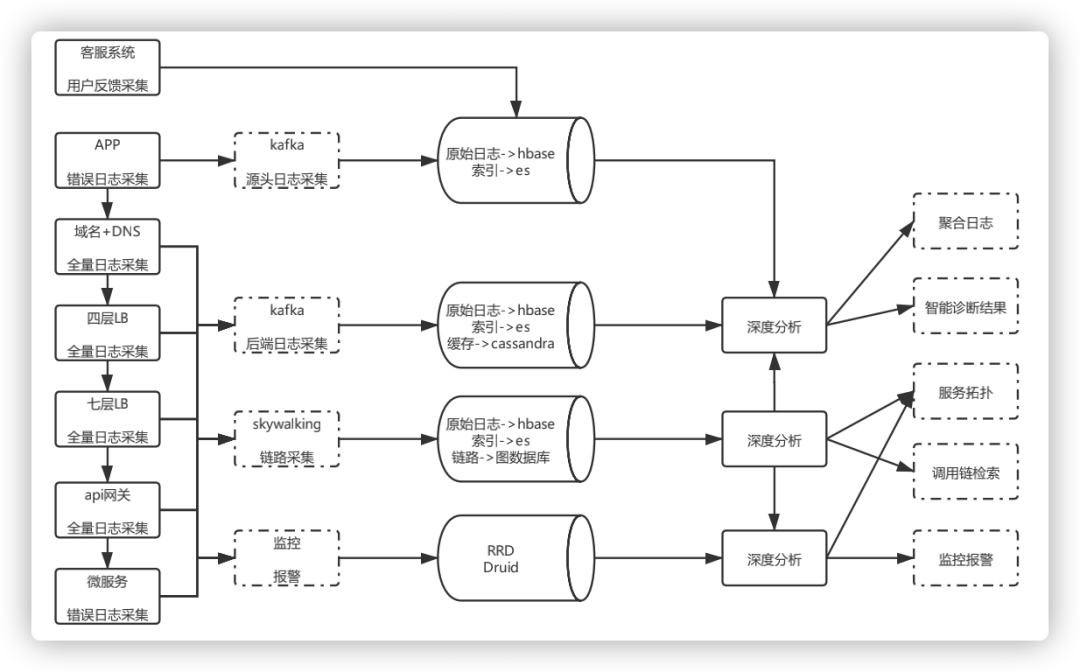 客服系统
用户反馈采集
APP
错误日志采集
域名+DNS
全量日志采集
四层LB
全量日志采集
七层LB
全量日志采集
api网关
全量日志采集
微服务
错误日志采集
kafka
源头日志采集
kafka
后端日志采集
skywalking
链路采集
监控
报警
原始日志->hbase
索引->es
原始日志->hbase
索引->es
缓存->cassandra
原始日志->hbase
索引->es
链路->图数据库
RRD
Druid
深度分析
深度分析
深度分析
聚合日志
智能诊断结果
服务拓扑
调用链检索
监控报警